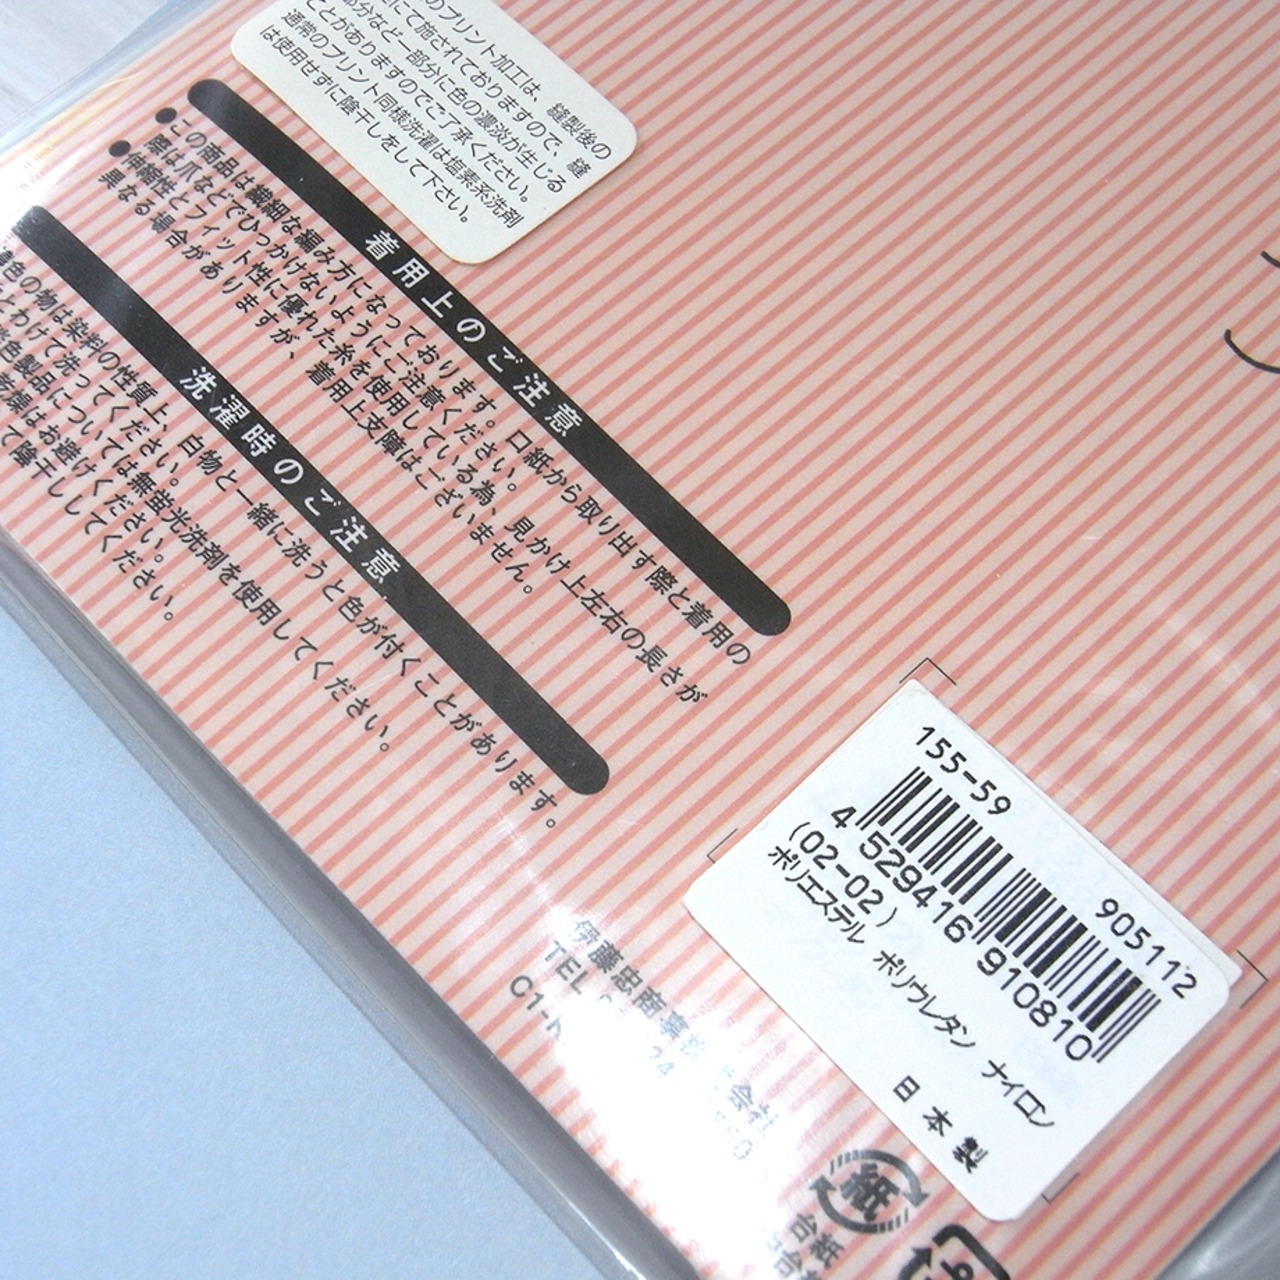 のプリント加工は、縫製後の
にて施されておりますので、縫
部分など一部分に色の濃淡が生じる
ことがありますのでご了承ください。
通常のプリント同様洗濯は塩素系洗剤
は使用せずに陰干しをして下さい。
着用上のご注意
●この商品は繊細な編み方になっております。口紙から取り出す際と着用の
際は爪などでひっかけないようにご注意ください。
●伸縮性とフィット性に優れた糸を使用している為、見かけ上左右の長さが
異なる場合がありますが、着用上支障はございません。
洗濯時のご注意
色の物は染料の性質上、白物と一緒に洗うと色が付くことがあります。
とわけて洗ってください。
色製品については無蛍光洗剤を使用してください。
乾燥はお避けください。
て陰干ししてください。
155-59
905112
4 529416 910810
(02-02)
ポリエステル ポリウレタン ナイロン
日本製
伊藤忠商事株式会社
TEL
C1-
24
紙
台紙